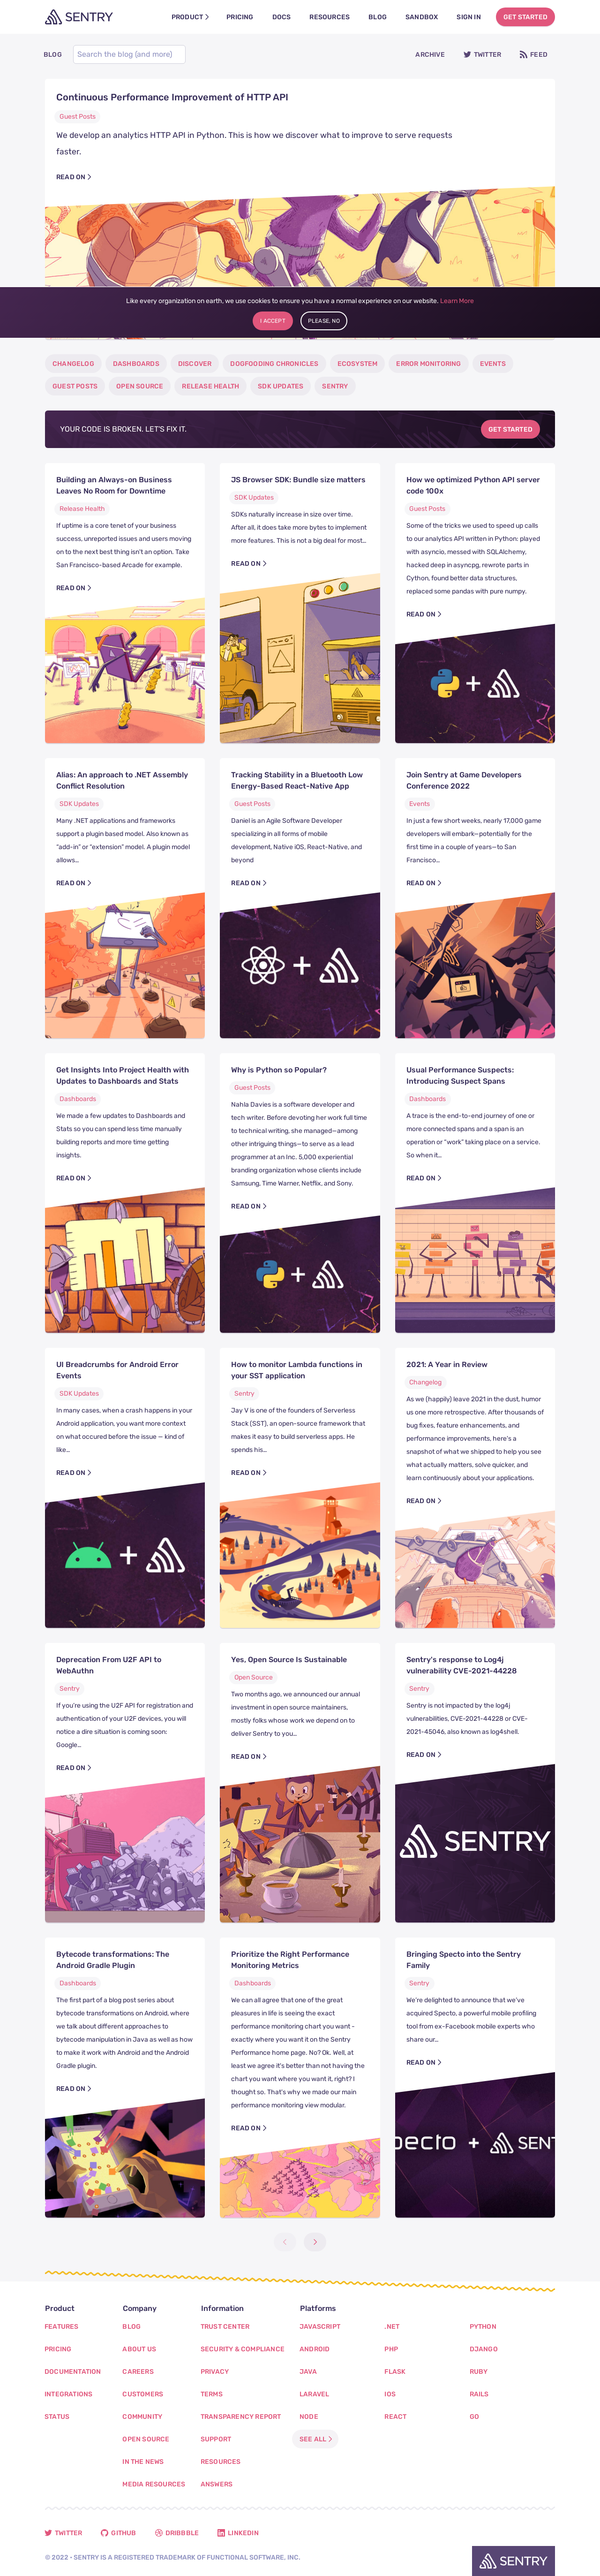 SENTRY
PRODUCT
PRICING
DOCS
RESOURCES
BLOG
SANDBOX
SIGN IN
GET STARTED
BLOG
Search the blog (and more)
ARCHIVE
TWITTER
FEED
Continuous Performance Improvement of HTTP API
Guest Posts
We develop an analytics HTTP API in Python. This is how we discover what to improve to serve requests
faster.
READ ON
Like every organization on earth, we use cookies to ensure you have a normal experience on our website. Learn More
I ACCEPT
PLEASE, NO
CHANGELOG
DASHBOARDS
DISCOVER
DOGFOODING CHRONICLES
ECOSYSTEM
ERROR MONITORING
EVENTS
GUEST POSTS
OPEN SOURCE
RELEASE HEALTH
SDK UPDATES
SENTRY
YOUR CODE IS BROKEN. LET'S FIX IT.
GET STARTED
Building an Always-on Business
Leaves No Room for Downtime
Release Health
If uptime is a core tenet of your business
success, unreported issues and users moving
on to the next best thing isn't an option. Take
San Francisco-based Arcade for example.
READ ON
JS Browser SDK: Bundle size matters
SDK Updates
SDKs naturally increase in size over time.
After all, it does take more bytes to implement
more features. This is not a big deal for most…
READ ON
How we optimized Python API server
code 100x
Guest Posts
Some of the tricks we used to speed up calls
to our analytics API written in Python: played
with asyncio, messed with SQLAlchemy,
hacked deep in asyncpg, rewrote parts in
Cython, found better data structures,
replaced some pandas with pure numpy.
READ ON
Alias: An approach to .NET Assembly
Conflict Resolution
SDK Updates
Many .NET applications and frameworks
support a plugin based model. Also known as
“add-in” or “extension” model. A plugin model
allows…
READ ON
Tracking Stability in a Bluetooth Low
Energy-Based React-Native App
Guest Posts
Daniel is an Agile Software Developer
specializing in all forms of mobile
development, Native iOS, React-Native, and
beyond
READ ON
Join Sentry at Game Developers
Conference 2022
Events
In just a few short weeks, nearly 17,000 game
developers will embark—potentially for the
first time in a couple of years—to San
Francisco…
READ ON
Get Insights Into Project Health with
Updates to Dashboards and Stats
Dashboards
We made a few updates to Dashboards and
Stats so you can spend less time manually
building reports and more time getting
insights.
READ ON
Why is Python so Popular?
Guest Posts
Nahla Davies is a software developer and
tech writer. Before devoting her work full time
to technical writing, she managed—among
other intriguing things—to serve as a lead
programmer at an Inc. 5,000 experiential
branding organization whose clients include
Samsung, Time Warner, Netflix, and Sony.
READ ON
Usual Performance Suspects:
Introducing Suspect Spans
Dashboards
A trace is the end-to-end journey of one or
more connected spans and a span is an
operation or “work” taking place on a service.
So when it…
READ ON
UI Breadcrumbs for Android Error
Events
SDK Updates
In many cases, when a crash happens in your
Android application, you want more context
on what occured before the issue — kind of
like…
READ ON
How to monitor Lambda functions in
your SST application
Sentry
Jay V is one of the founders of Serverless
Stack (SST), an open-source framework that
makes it easy to build serverless apps. He
spends his…
READ ON
2021: A Year in Review
Changelog
As we (happily) leave 2021 in the dust, humor
us one more retrospective. After thousands of
bug fixes, feature enhancements, and
performance improvements, here's a
snapshot of what we shipped to help you see
what actually matters, solve quicker, and
learn continuously about your applications.
READ ON
Deprecation From U2F API to
WebAuthn
Sentry
If you're using the U2F API for registration and
authentication of your U2F devices, you will
notice a dire situation is coming soon:
Google…
READ ON
Yes, Open Source Is Sustainable
Open Source
Two months ago, we announced our annual
investment in open source maintainers,
mostly folks whose work we depend on to
deliver Sentry to you…
READ ON
Sentry's response to Log4j
vulnerability CVE-2021-44228
Sentry
Sentry is not impacted by the log4j
vulnerabilities, CVE-2021-44228 or CVE-
2021-45046, also known as log4shell.
READ ON
SENTRY
Bytecode transformations: The
Android Gradle Plugin
Dashboards
The first part of a blog post series about
bytecode transformations on Android, where
we talk about different approaches to
bytecode manipulation in Java as well as how
to make it work with Android and the Android
Gradle plugin.
READ ON
Prioritize the Right Performance
Monitoring Metrics
Dashboards
We can all agree that one of the great
pleasures in life is seeing the exact
performance monitoring chart you want -
exactly where you want it on the Sentry
Performance home page. No? Ok. Well, at
least we agree it's better than not having the
chart you want where you want it, right? I
thought so. That's why we made our main
performance monitoring view modular.
READ ON
Bringing Specto into the Sentry
Family
Sentry
We're delighted to announce that we've
acquired Specto, a powerful mobile profiling
tool from ex-Facebook mobile experts who
share our…
READ ON
pecto + SENT
Product
FEATURES
PRICING
DOCUMENTATION
INTEGRATIONS
STATUS
Company
BLOG
ABOUT US
CAREERS
CUSTOMERS
COMMUNITY
OPEN SOURCE
IN THE NEWS
MEDIA RESOURCES
Information
TRUST CENTER
SECURITY & COMPLIANCE
PRIVACY
TERMS
TRANSPARENCY REPORT
SUPPORT
RESOURCES
ANSWERS
Platforms
JAVASCRIPT
ANDROID
JAVA
LARAVEL
NODE
SEE ALL
.NET
PHP
FLASK
IOS
REACT
PYTHON
DJANGO
RUBY
RAILS
GO
TWITTER
GITHUB
DRIBBBLE
LINKEDIN
© 2022 • SENTRY IS A REGISTERED TRADEMARK OF FUNCTIONAL SOFTWARE, INC.
SENTRY